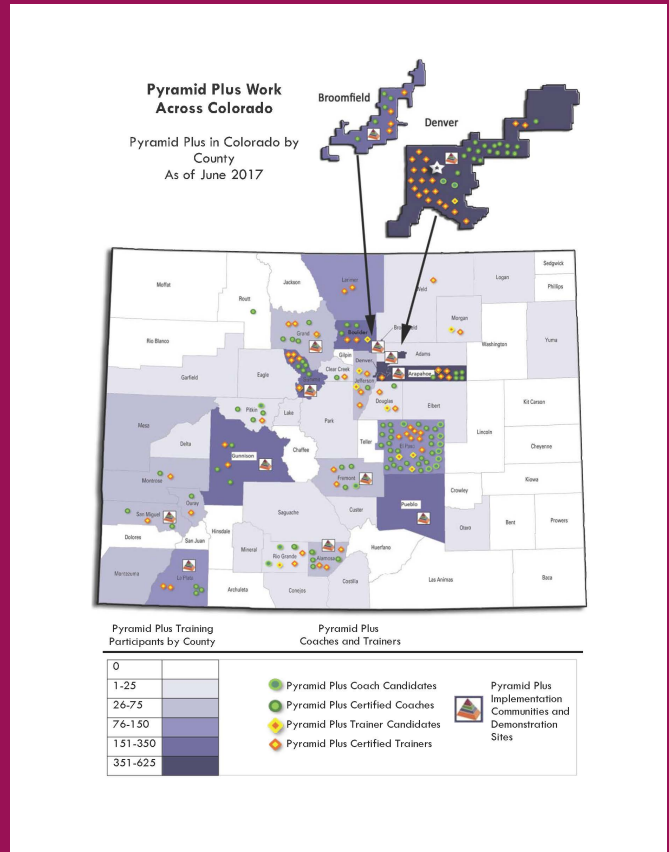 Pyramid Plus Work
Across Colorado
Pyramid Plus in Colorado by
County
As of June 2017
Broomfield
Denver
Moffat
Routt
Jackson
Larimer
Weld
Logan
Sedgwick
Phillips
Morgan
Rio Blanco
Grand
Boulder
Washington
Yuma
Gilpin
Adams
Denver
Clear Creek
Arapahoe
Garfield
Eagle
Summit
Jefferson
Douglas
Elbert
Kit Carson
Pitkin
Lake
Park
Lincoln
Mesa
Delta
Gunnison
Chaffee
Teller
El Paso
Cheyenne
Montrose
Fremont
Kiowa
Crowley
Ouray
San Miguel
Saguache
Custer
Pueblo
Otero
Bent
Prowers
Dolores
San Juan
Hinsdale
Mineral
Rio Grande
Alamosa
Huerfano
Montezuma
La Plata
Archuleta
Conejos
Costilla
Las Animas
Baca
Pyramid Plus Training
Participants by County
Pyramid Plus
Coaches and Trainers
0
1-25
26-75
76-150
151-350
351-625
Pyramid Plus Coach Candidates
Pyramid Plus Certified Coaches
Pyramid Plus Trainer Candidates
Pyramid Plus Certified Trainers
Pyramid Plus
Implementation
Communities and
Demonstration
Sites